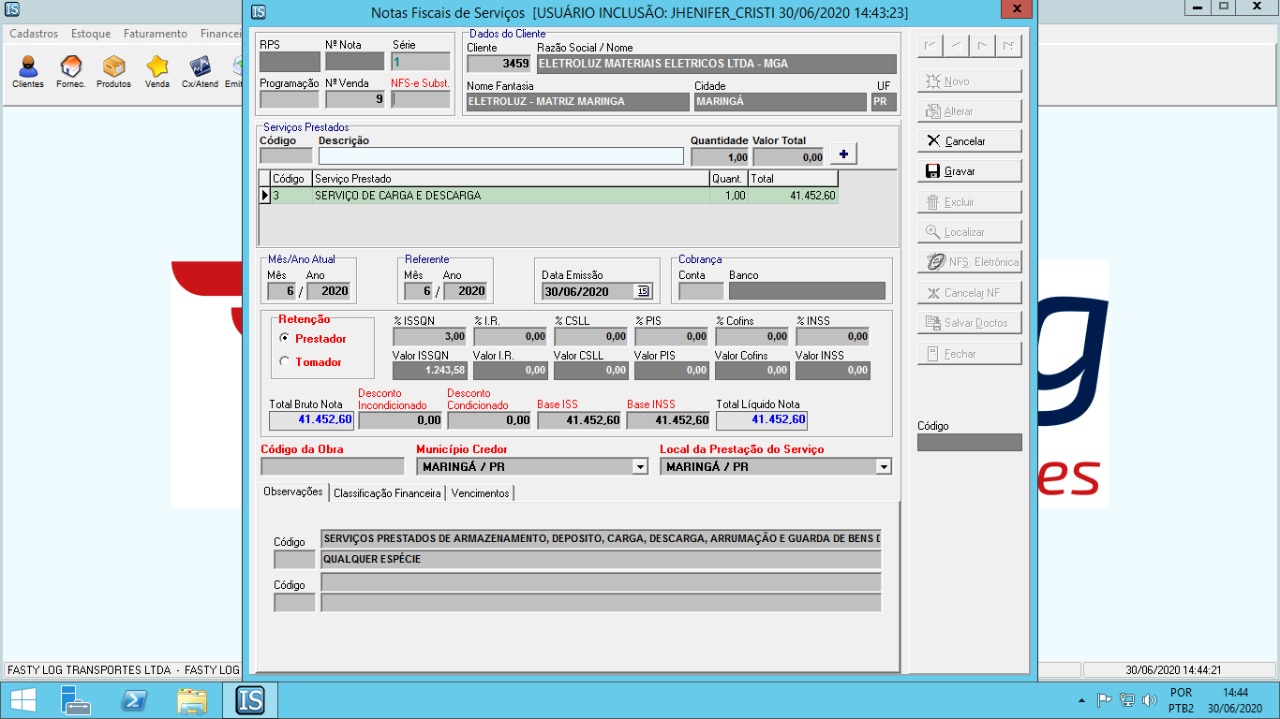 Notas Fiscais de Serviços [USUÁRIO INCLUSÃO: JHENIFER_CRISTI 30/06/2020 14:43:23]
IS
IS
X
X
Cadastros Estoque Faturamento Financei
Clientes Fornec. Produtos Venda Cx/Atend Emit
RPS Nº Nota Série
1
Programação Nº Venda NFS-e Subst.
9
Dados do Cliente
Cliente Razão Social / Nome
3459 ELETROLUZ MATERIAIS ELETRICOS LTDA - MGA
Nome Fantasia Cidade UF
ELETROLUZ - MATRIZ MARINGA MARINGÁ PR
Serviços Prestados
Código Descrição Quantidade Valor Total
1,00 0,00 +
Código Serviço Prestado Quant. Total
3 SERVIÇO DE CARGA E DESCARGA 1,00 41.452,60
Mês/Ano Atual Referente Cobrança
Mês Ano Mês Ano Data Emissão Conta Banco
6 / 2020 6 / 2020 30/06/2020 15
Retenção
Prestador
Tomador
% ISSQN % I.R. % CSLL % PIS % Cofins % INSS
3,00 0,00 0,00 0,00 0,00 0,00
Valor ISSQN Valor I.R. Valor CSLL Valor PIS Valor Cofins Valor INSS
1.243,58 0,00 0,00 0,00 0,00 0,00
Total Bruto Nota Desconto Incondicionado Desconto Condicionado Base ISS Base INSS Total Líquido Nota
41.452,60 0,00 0,00 41.452,60 41.452,60 41.452,60
Código da Obra Município Credor Local da Prestação do Serviço
MARINGÁ / PR MARINGÁ / PR
Observações Classificação Financeira Vencimentos
Código SERVIÇOS PRESTADOS DE ARMAZENAMENTO, DEPOSITO, CARGA, DESCARGA, ARRUMAÇÃO E GUARDA DE BENS D
QUALQUER ESPÉCIE
Código
Novo
Alterar
Cancelar
Gravar
Excluir
Localizar
NFS. Eletrônica
Cancelar NF
Salvar Doctos
Fechar
Código
es
FASTY LOG TRANSPORTES LTDA - FASTY LOG
30/06/2020 14:44:21
IS
POR
PTB2
14:44
30/06/2020